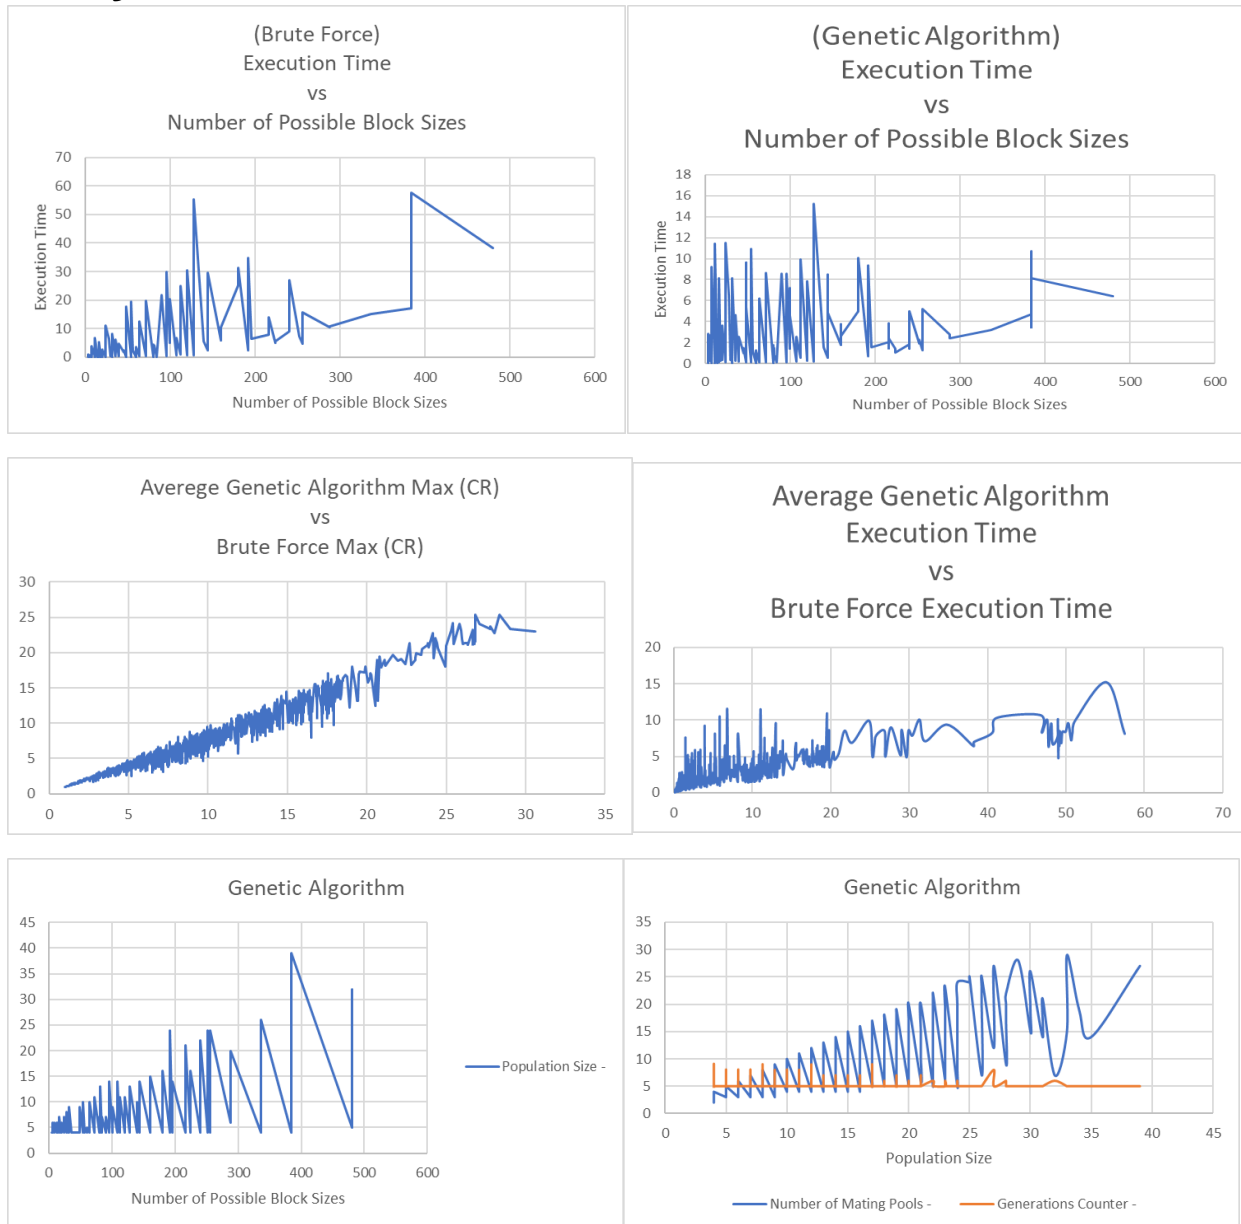 (Brute Force)
Execution Time
vs
Number of Possible Block Sizes
Execution Time
70
60
50
40
30
20
10
0
0 100 200 300 400 500 600
Number of Possible Block Sizes
(Genetic Algorithm)
Execution Time
vs
Number of Possible Block Sizes
Execution Time
18
16
14
12
10
8
6
4
2
0
0 100 200 300 400 500 600
Number of Possible Block Sizes
Averege Genetic Algorithm Max (CR)
vs
Brute Force Max (CR)
30
25
20
15
10
5
0
0 5 10 15 20 25 30 35
Average Genetic Algorithm
Execution Time
vs
Brute Force Execution Time
20
15
10
5
0
0 10 20 30 40 50 60 70
Genetic Algorithm
45
40
35
30
25
20
15
10
5
0
0 100 200 300 400 500 600
Number of Possible Block Sizes
Population Size -
Genetic Algorithm
35
30
25
20
15
10
5
0
0 5 10 15 20 25 30 35 40 45
Population Size
Number of Mating Pools - Generations Counter -